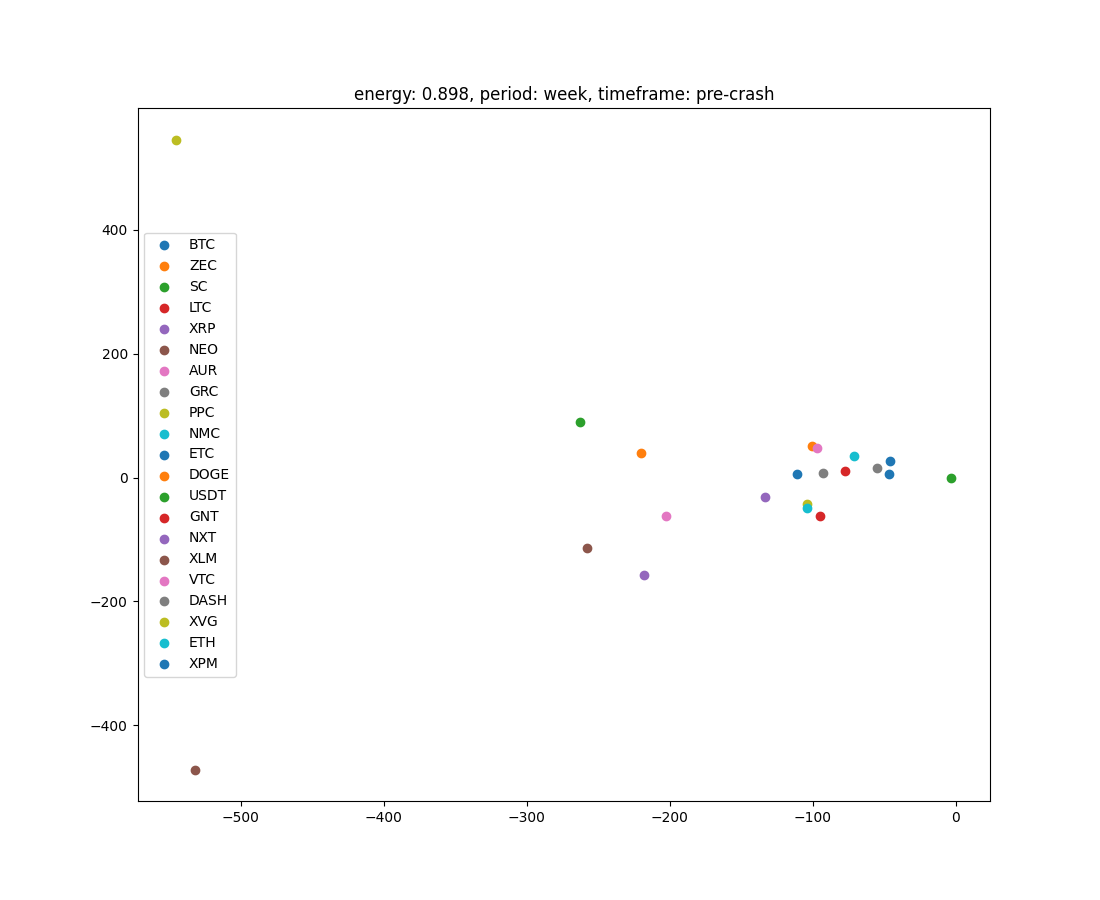 energy: 0.898, period: week, timeframe: pre-crash
400
200
0
−200
−400
BTC
ZEC
SC
LTC
XRP
NEO
AUR
GRC
PPC
NMC
ETC
DOGE
USDT
GNT
NXT
XLM
VTC
DASH
XVG
ETH
XPM
−500
−400
−300
−200
−100
0